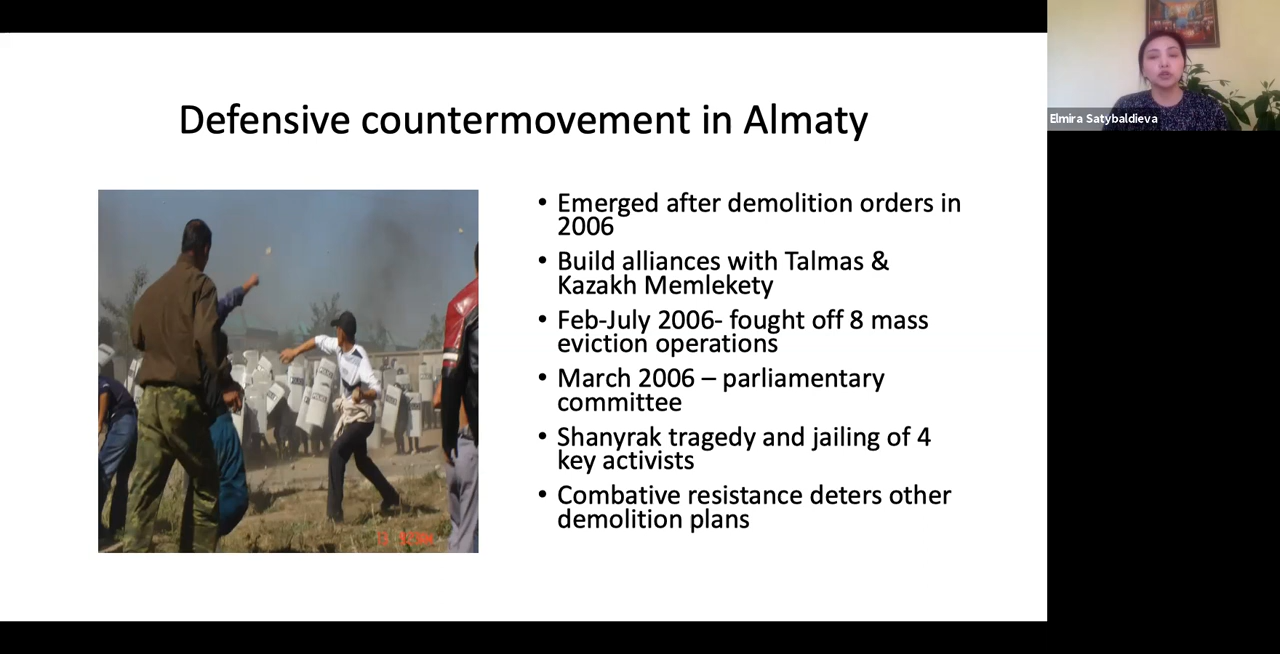 Defensive countermovement in Almaty
• Emerged after demolition orders in
2006
• Build alliances with Talmas &
Kazakh Memlekety
• Feb-July 2006- fought off 8 mass
eviction operations
• March 2006 – parliamentary
committee
• Shanyrak tragedy and jailing of 4
key activists
• Combative resistance deters other
demolition plans
Elmira Satybaldieva